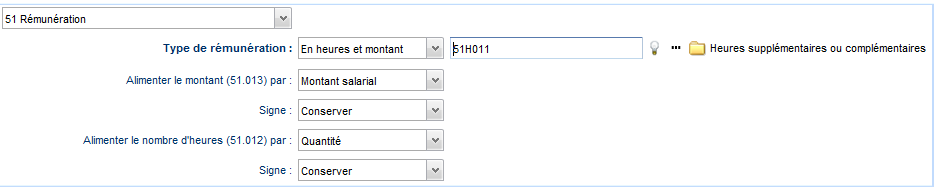 51 Rémunération
Type de rémunération : En heures et montant 51H011 Heures supplémentaires ou complémentaires
Alimenter le montant (51.013) par : Montant salarial
Signe : Conserver
Alimenter le nombre d'heures (51.012) par : Quantité
Signe : Conserver